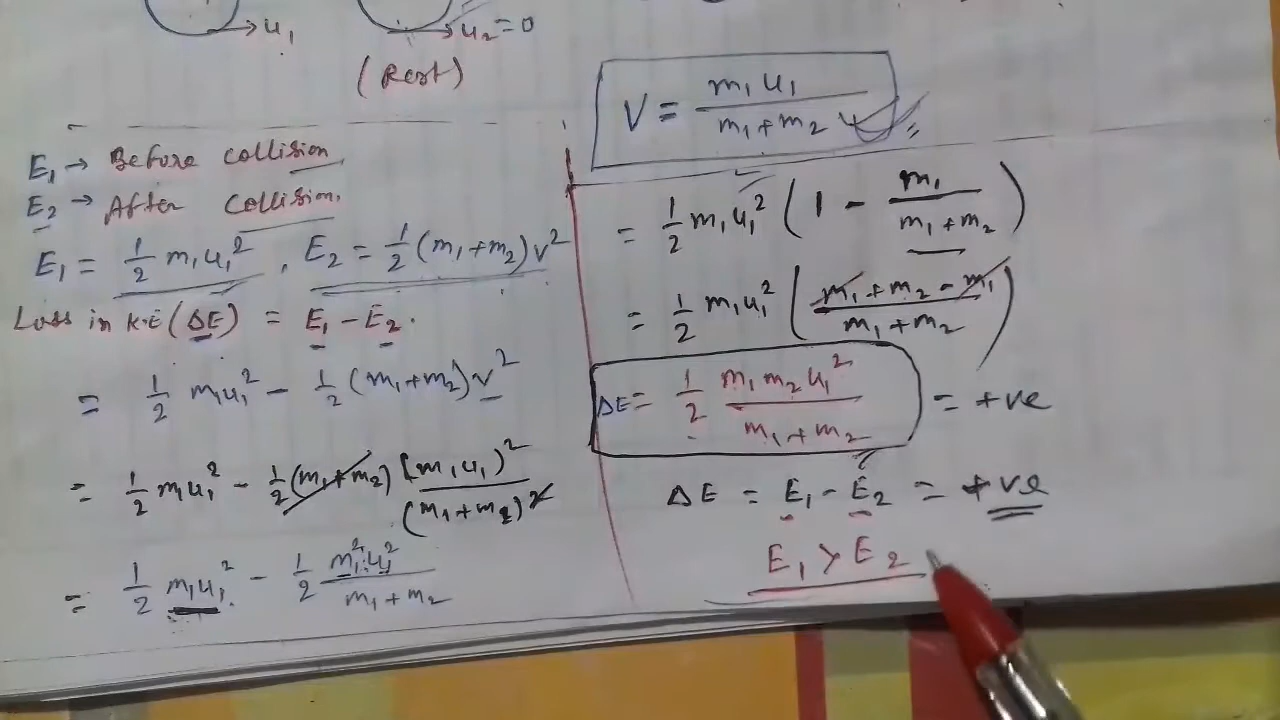 → u₁
→ u₂ = 0
(Rest)
E₁ → Before collision.
E₂ → After collision.
E₁ = 1/2 m₁u₁², E₂ = 1/2 (m₁+m₂)v²
Loss in K.E (ΔE) = E₁ - E₂.
= 1/2 m₁u₁² - 1/2 (m₁+m₂)v²
= 1/2 m₁u₁² - 1/2 (m₁+m₂) (m₁u₁)²/(m₁+m₂)²
= 1/2 m₁u₁² - 1/2 m₁²u₁²/m₁+m₂
V = m₁u₁/m₁+m₂
= 1/2 m₁u₁² (1 - m₁/m₁+m₂)
= 1/2 m₁u₁² (m₁+m₂-m₁/m₁+m₂)
ΔE = 1/2 m₁m₂u₁²/m₁+m₂ = +ve
ΔE = E₁ - E₂ = +ve
E₁ > E₂